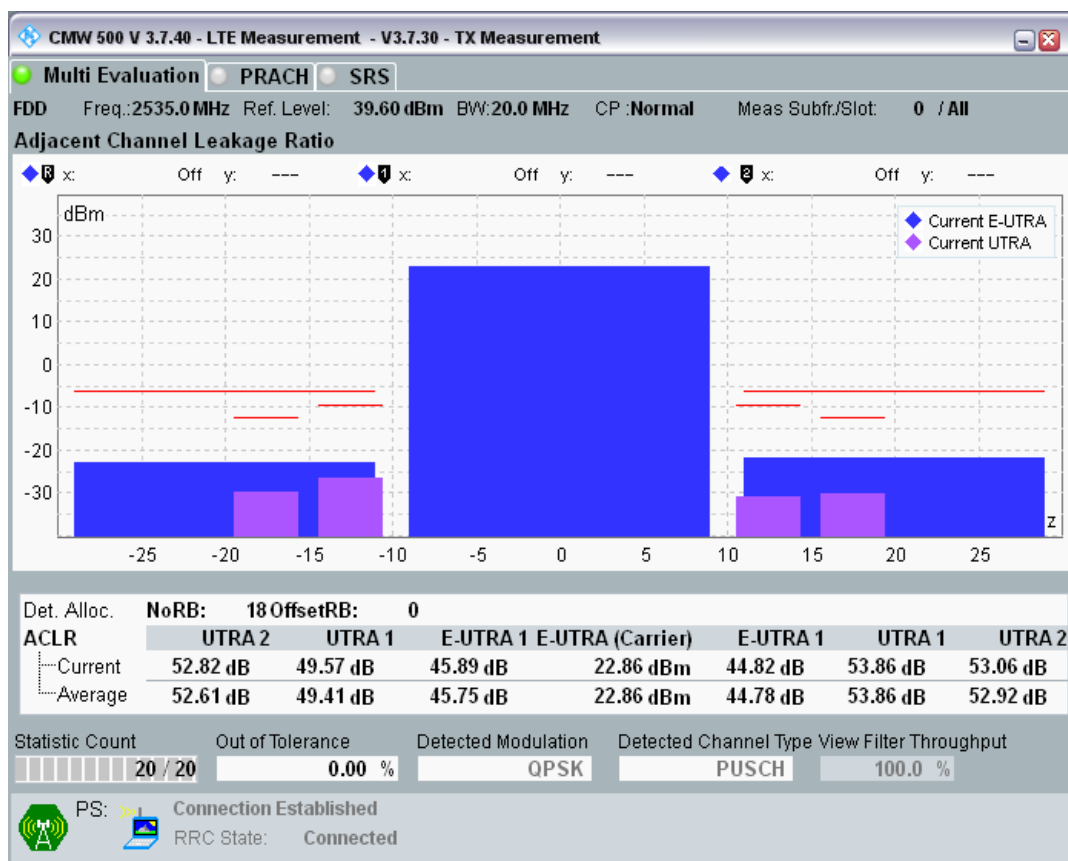 CMW 500 V 3.7.40 - LTE Measurement - V3.7.30 - TX Measurement
Multi Evaluation PRACH SRS
FDD Freq.:2535.0 MHz Ref. Level: 39.60 dBm BW:20.0 MHz CP :Normal Meas Subfr./Slot: 0 / All
Adjacent Channel Leakage Ratio
R x: Off y: --- 1 x: Off y: --- 2 x: Off y: ---
dBm
Current E-UTRA
Current UTRA
30
20
10
0
-10
-20
-30
z
-25 -20 -15 -10 -5 0 5 10 15 20 25
Det. Alloc. NoRB: 18 OffsetRB: 0
ACLR UTRA 2 UTRA 1 E-UTRA 1 E-UTRA (Carrier) E-UTRA 1 UTRA 1 UTRA 2
Current 52.82 dB 49.57 dB 45.89 dB 22.86 dBm 44.82 dB 53.86 dB 53.06 dB
Average 52.61 dB 49.41 dB 45.75 dB 22.86 dBm 44.78 dB 53.86 dB 52.92 dB
Statistic Count Out of Tolerance Detected Modulation Detected Channel Type View Filter Throughput
20 / 20 0.00 % QPSK PUSCH 100.0 %
PS: Connection Established
RRC State: Connected